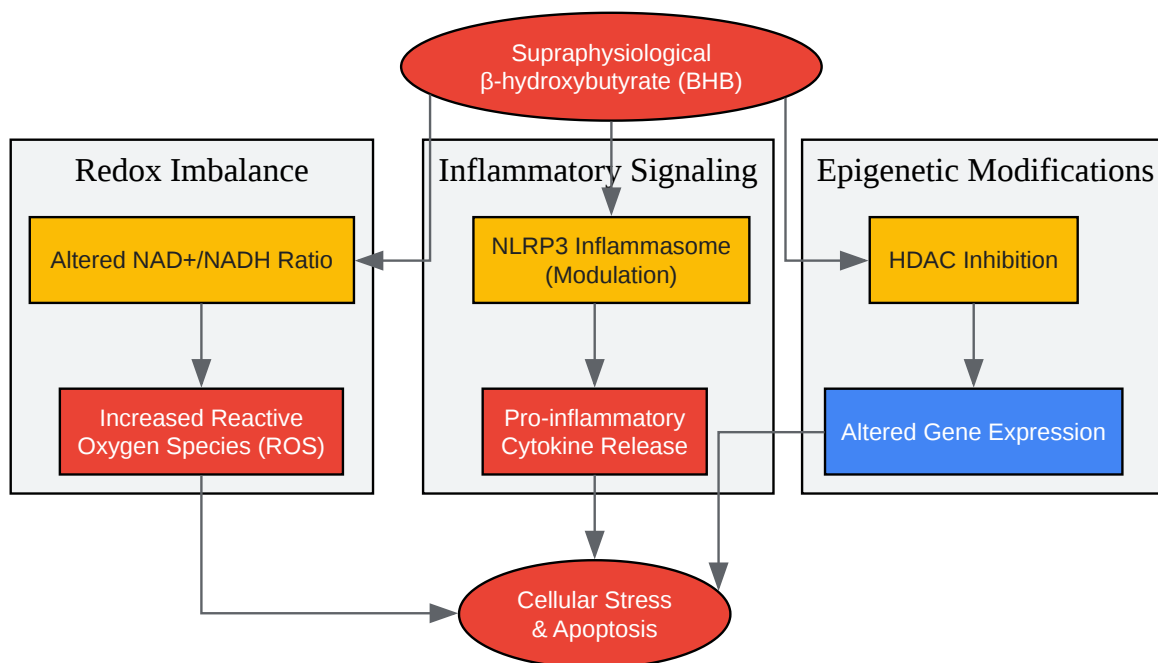 Supraphysiological
β-hydroxybutyrate (BHB)
Redox Imbalance
Inflammatory Signaling
Epigenetic Modifications
Altered NAD+/NADH Ratio
NLRP3 Inflammasome
(Modulation)
HDAC Inhibition
Increased Reactive
Oxygen Species (ROS)
Pro-inflammatory
Cytokine Release
Altered Gene Expression
Cellular Stress
& Apoptosis